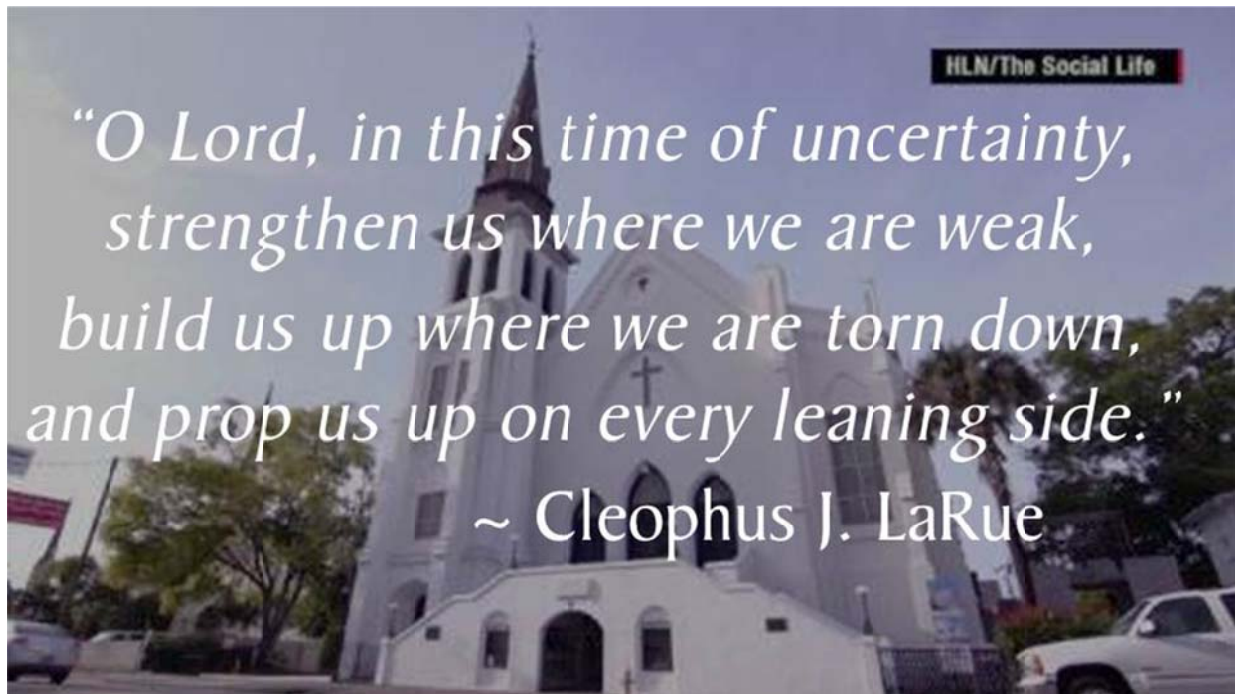 HLN/The Social Life
“O Lord, in this time of uncertainty,
strengthen us where we are weak,
build us up where we are torn down,
and prop us up on every leaning side.”
~ Cleophus J. LaRue